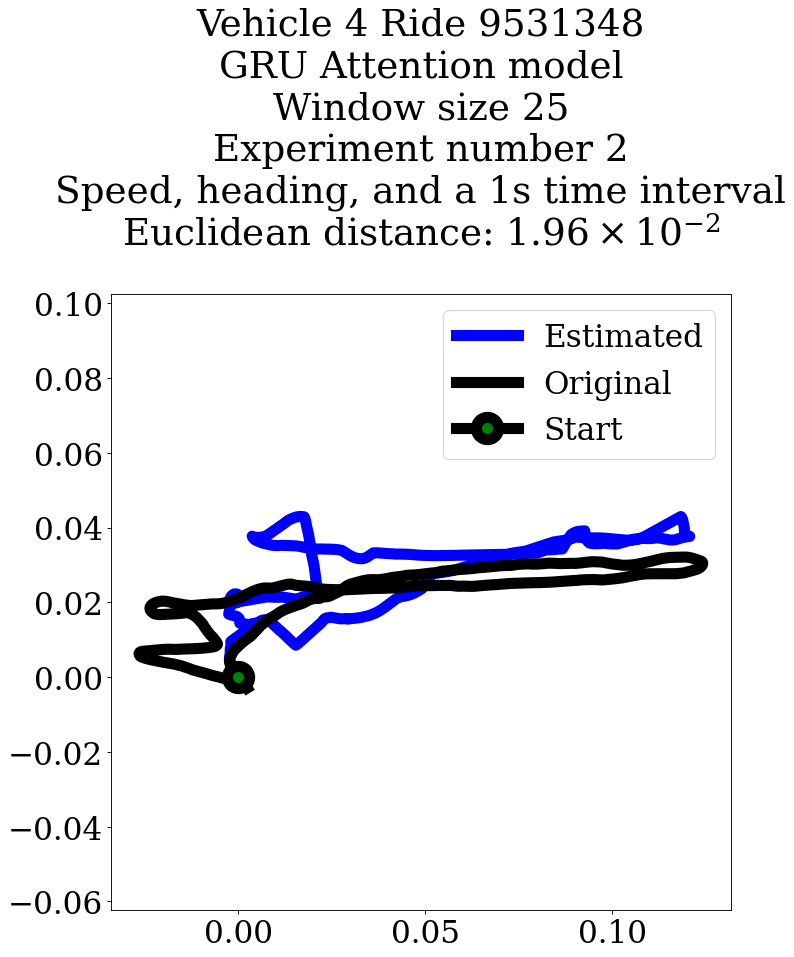 Vehicle 4 Ride 9531348
GRU Attention model
Window size 25
Experiment number 2
Speed, heading, and a 1s time interval
Euclidean distance: 1.96 × 10⁻²
Estimated
Original
Start
0.10
0.08
0.06
0.04
0.02
0.00
−0.02
−0.04
−0.06
0.00 0.05 0.10